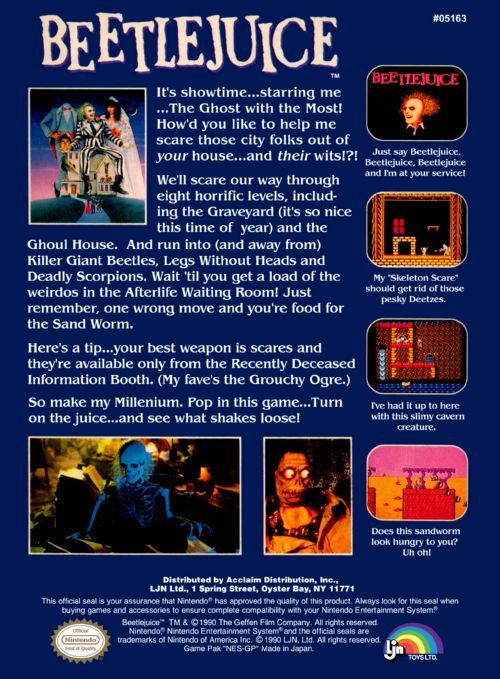 #05163
BEETLEJUICE
TM
It's showtime...starring me
...The Ghost with the Most!
How'd you like to help me
scare those city folks out of
your house...and their wits!?!
We'll scare our way through
eight horrific levels, includ-
ing the Graveyard (it's so nice
this time of year) and the
Ghoul House. And run into (and away from)
Killer Giant Beetles, Legs Without Heads and
Deadly Scorpions. Wait 'til you get a load of the
weirdos in the Afterlife Waiting Room! Just
remember, one wrong move and you're food for
the Sand Worm.
Here's a tip...your best weapon is scares and
they're available only from the Recently Deceased
Information Booth. (My fave's the Grouchy Ogre.)
So make my Millenium. Pop in this game...Turn
on the juice...and see what shakes loose!
BEETLEJUICE
Just say Beetlejuice,
Beetlejuice, Beetlejuice
and I'm at your service!
My "Skeleton Scare"
should get rid of those
pesky Deetzes.
I've had it up to here
with this slimy cavern
creature.
Does this sandworm
look hungry to you?
Uh oh!
Distributed by Acclaim Distribution, Inc.,
LJN Ltd., 1 Spring Street, Oyster Bay, NY 11771
This official seal is your assurance that Nintendo® has approved the quality of this product. Always look for this seal when
buying games and accessories to ensure complete compatibility with your Nintendo Entertainment System.®
Beetlejuice™ TM & © 1990 The Geffen Film Company. All rights reserved.
Nintendo,® Nintendo Entertainment System® and the official seals are
trademarks of Nintendo of America Inc. © 1990 LJN, Ltd. All rights reserved.
Game Pak "NES-GP" Made in Japan.
Official
Nintendo
Seal of Quality
LJN
TOYS LTD.